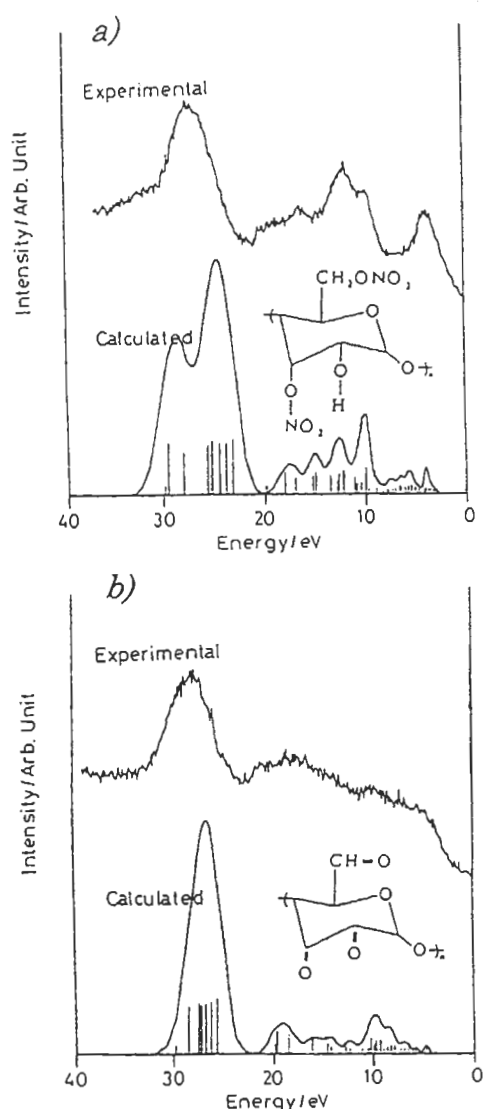 a)
Experimental
Intensity/Arb. Unit
Calculated
CH2ONO2
O
O
O
O
H
NO2
40
30
20
10
0
Energy/eV
b)
Experimental
Intensity/Arb. Unit
Calculated
CH=O
O
O
O
O
40
30
20
10
0
Energy/eV